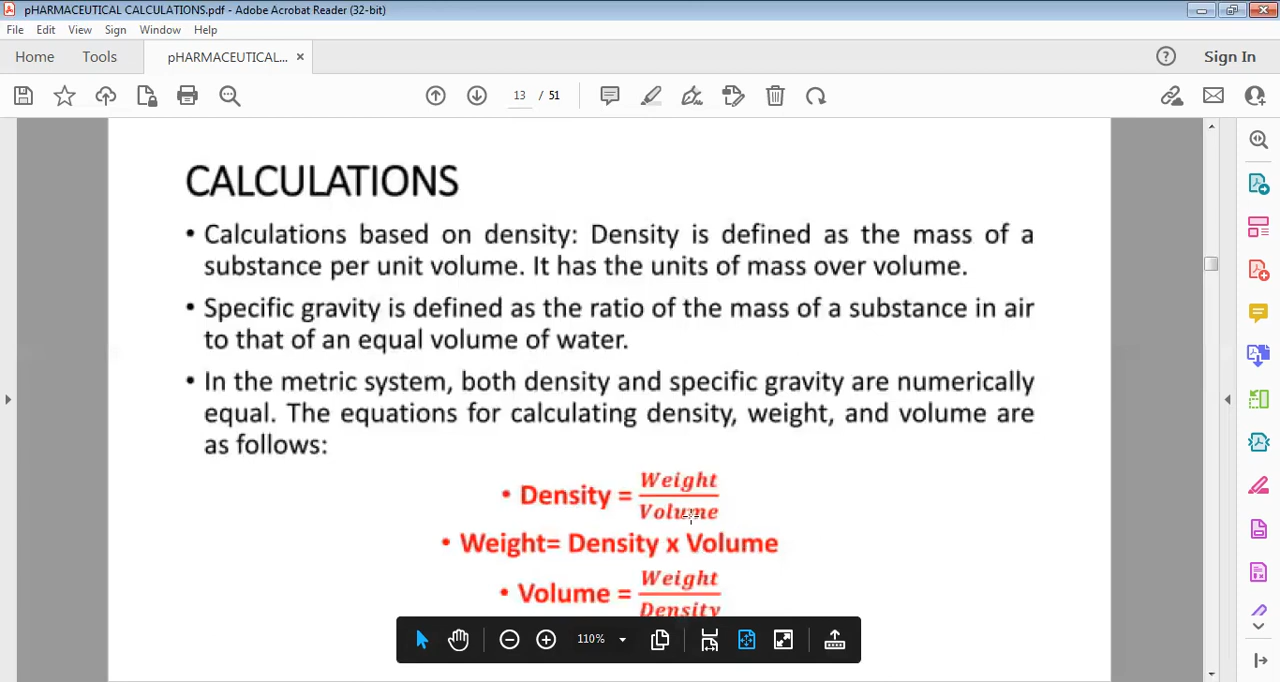 pHARMACEUTICAL CALCULATIONS.pdf - Adobe Acrobat Reader (32-bit)
File Edit View Sign Window Help
Home Tools pHARMACEUTICAL... × Sign In
13 / 51
CALCULATIONS
• Calculations based on density: Density is defined as the mass of a
substance per unit volume. It has the units of mass over volume.
• Specific gravity is defined as the ratio of the mass of a substance in air
to that of an equal volume of water.
• In the metric system, both density and specific gravity are numerically
equal. The equations for calculating density, weight, and volume are
as follows:
• Density = Weight / Volume
• Weight= Density x Volume
• Volume = Weight / Density
110%